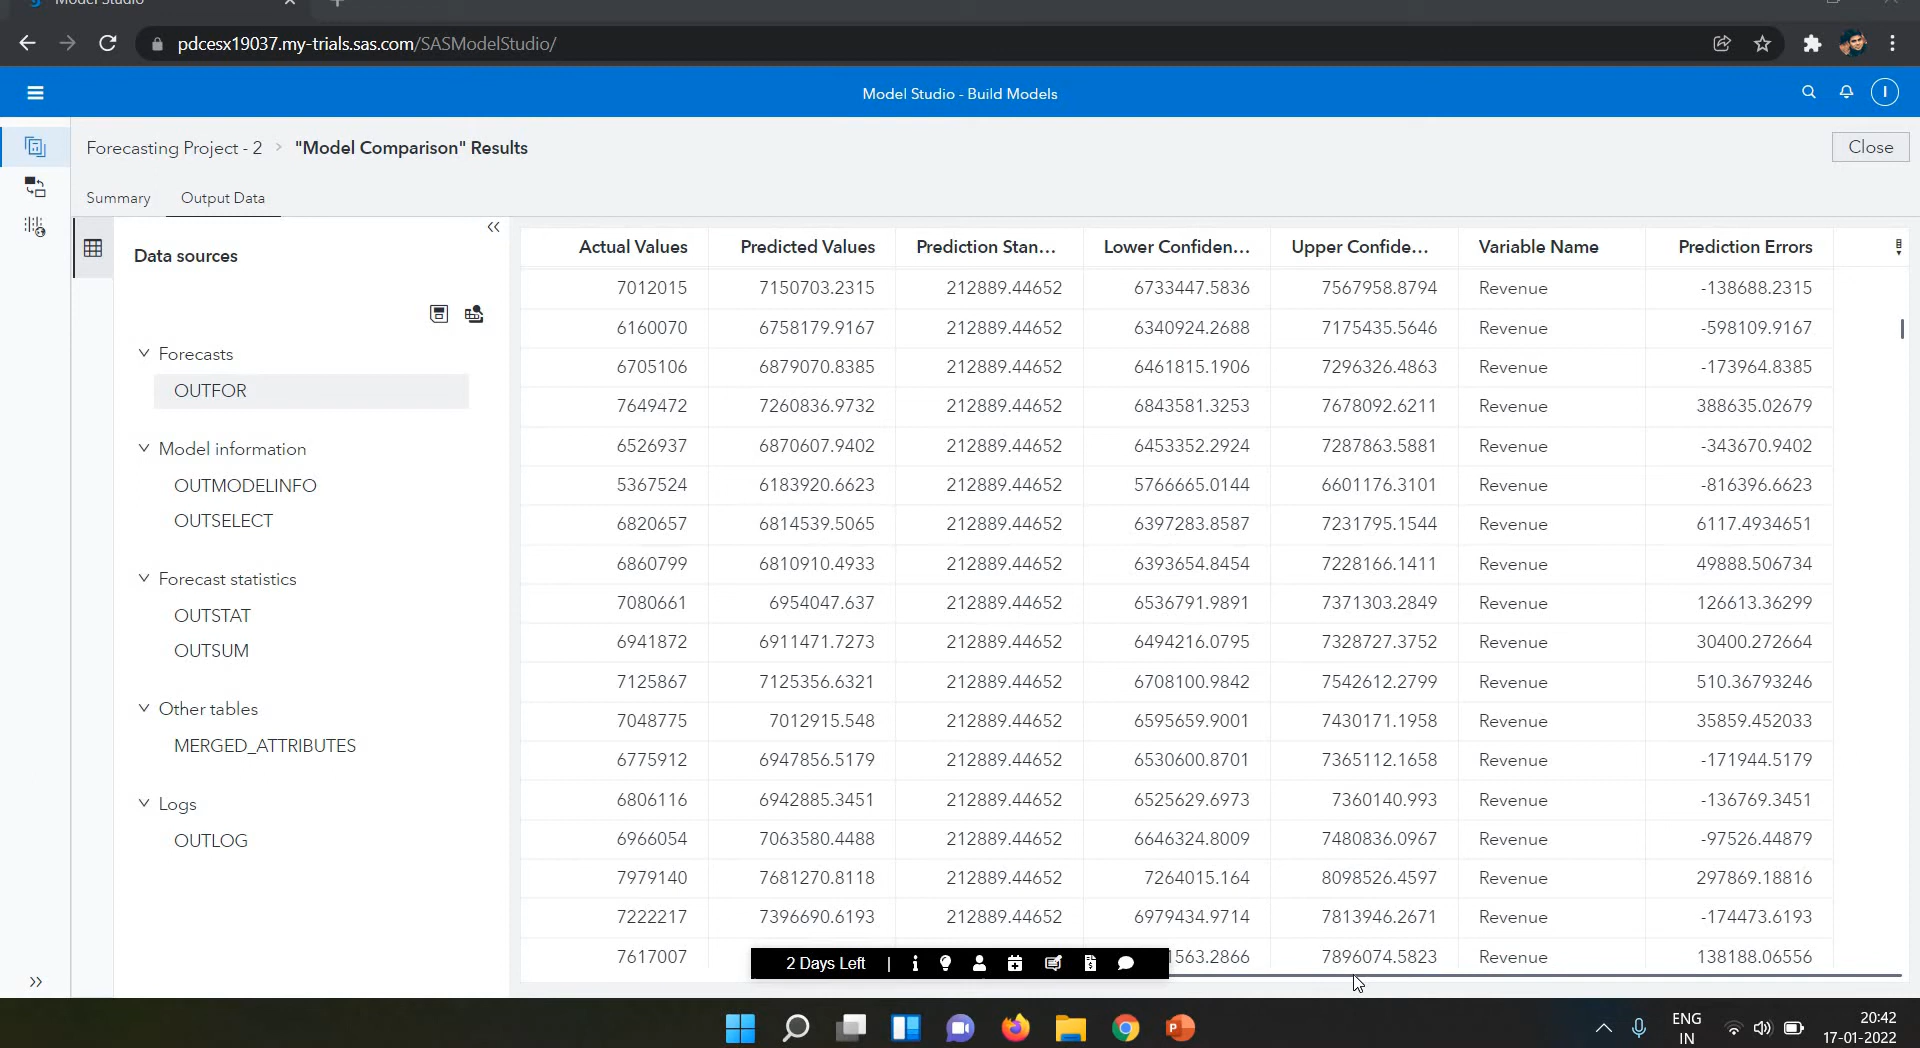 Model Studio
pdcesx19037.my-trials.sas.com/SASModelStudio/
Model Studio - Build Models
I
Forecasting Project - 2 > "Model Comparison" Results
Close
Summary Output Data
Data sources
Forecasts
OUTFOR
Model information
OUTMODELINFO
OUTSELECT
Forecast statistics
OUTSTAT
OUTSUM
Other tables
MERGED_ATTRIBUTES
Logs
OUTLOG
Actual Values Predicted Values Prediction Stan... Lower Confiden... Upper Confide... Variable Name Prediction Errors
7012015 7150703.2315 212889.44652 6733447.5836 7567958.8794 Revenue -138688.2315
6160070 6758179.9167 212889.44652 6340924.2688 7175435.5646 Revenue -598109.9167
6705106 6879070.8385 212889.44652 6461815.1906 7296326.4863 Revenue -173964.8385
7649472 7260836.9732 212889.44652 6843581.3253 7678092.6211 Revenue 388635.02679
6526937 6870607.9402 212889.44652 6453352.2924 7287863.5881 Revenue -343670.9402
5367524 6183920.6623 212889.44652 5766665.0144 6601176.3101 Revenue -816396.6623
6820657 6814539.5065 212889.44652 6397283.8587 7231795.1544 Revenue 6117.4934651
6860799 6810910.4933 212889.44652 6393654.8454 7228166.1411 Revenue 49888.506734
7080661 6954047.637 212889.44652 6536791.9891 7371303.2849 Revenue 126613.36299
6941872 6911471.7273 212889.44652 6494216.0795 7328727.3752 Revenue 30400.272664
7125867 7125356.6321 212889.44652 6708100.9842 7542612.2799 Revenue 510.36793246
7048775 7012915.548 212889.44652 6595659.9001 7430171.1958 Revenue 35859.452033
6775912 6947856.5179 212889.44652 6530600.8701 7365112.1658 Revenue -171944.5179
6806116 6942885.3451 212889.44652 6525629.6973 7360140.993 Revenue -136769.3451
6966054 7063580.4488 212889.44652 6646324.8009 7480836.0967 Revenue -97526.44879
7979140 7681270.8118 212889.44652 7264015.164 8098526.4597 Revenue 297869.18816
7222217 7396690.6193 212889.44652 6979434.9714 7813946.2671 Revenue -174473.6193
7617007 563.2866 7896074.5823 Revenue 138188.06556
2 Days Left |
ENG
IN
20:42
17-01-2022